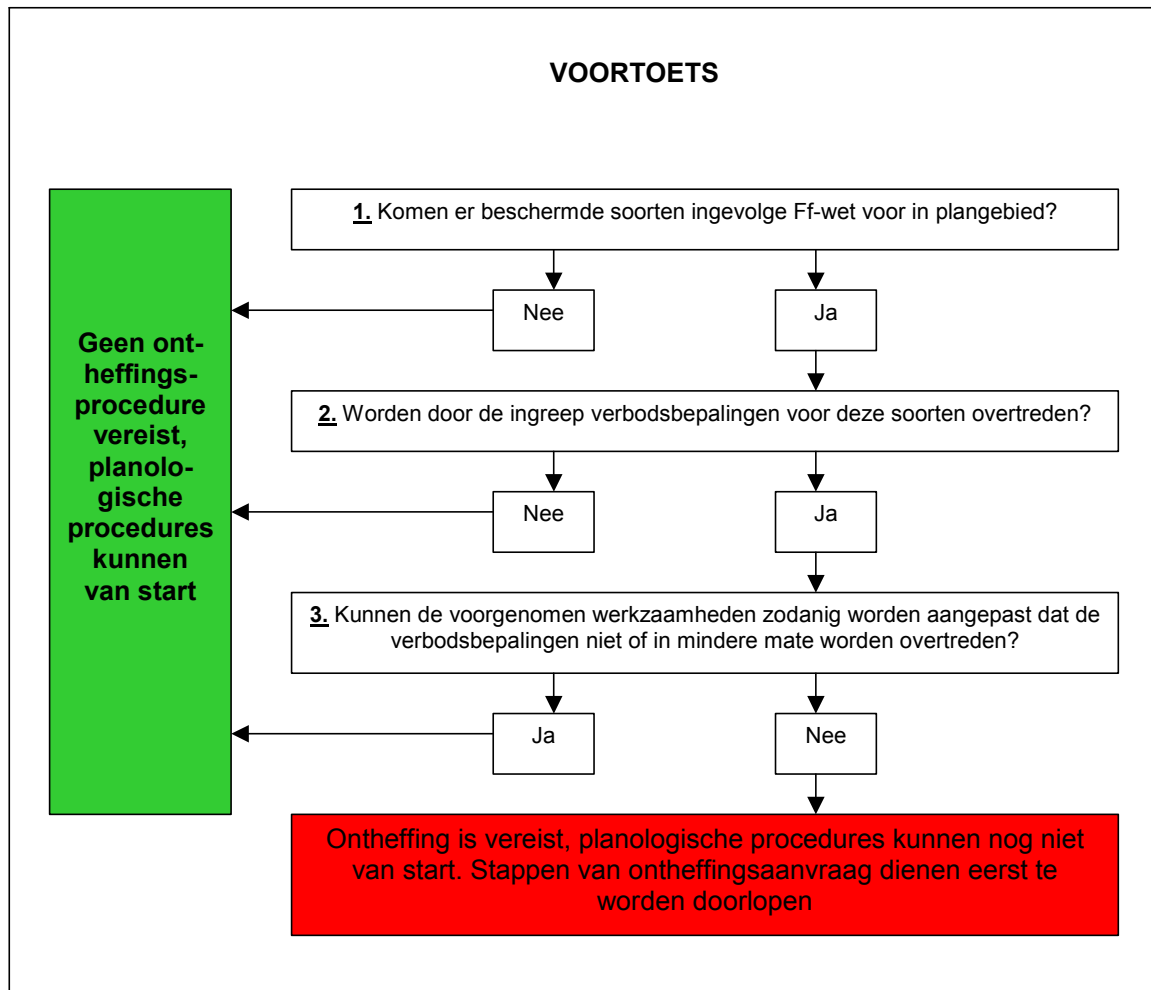 VOORTOETS
1. Komen er beschermde soorten ingevolge Ff-wet voor in plangebied?
Nee
Ja
Geen ont-
heffings-
procedure
vereist,
planolo-
gische
procedures
kunnen
van start
2. Worden door de ingreep verbodsbepalingen voor deze soorten overtreden?
Nee
Ja
3. Kunnen de voorgenomen werkzaamheden zodanig worden aangepast dat de
verbodsbepalingen niet of in mindere mate worden overtreden?
Ja
Nee
Ontheffing is vereist, planologische procedures kunnen nog niet
van start. Stappen van ontheffingsaanvraag dienen eerst te
worden doorlopen